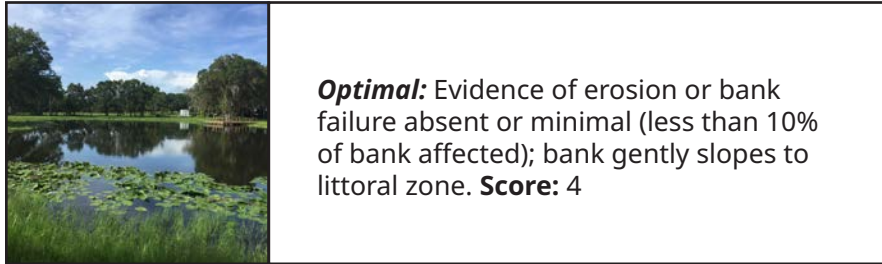 Optimal: Evidence of erosion or bank
failure absent or minimal (less than 10%
of bank affected); bank gently slopes to
littoral zone. Score: 4